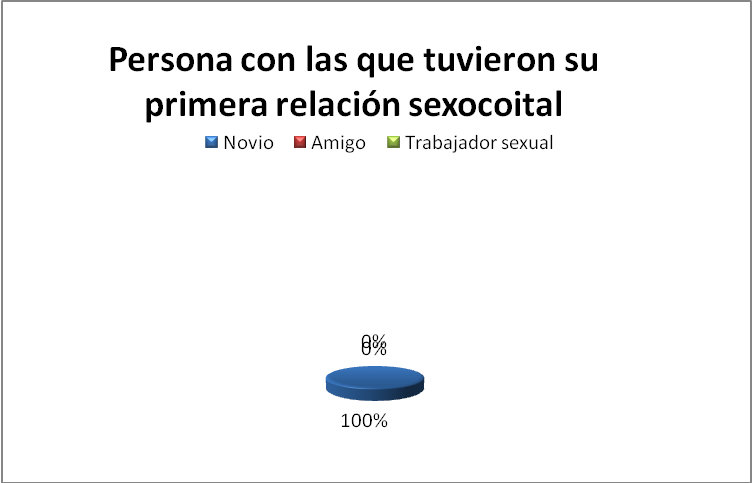 Persona con las que tuvieron su
primera relación sexocoital
Novio Amigo Trabajador sexual
0%
0%
100%